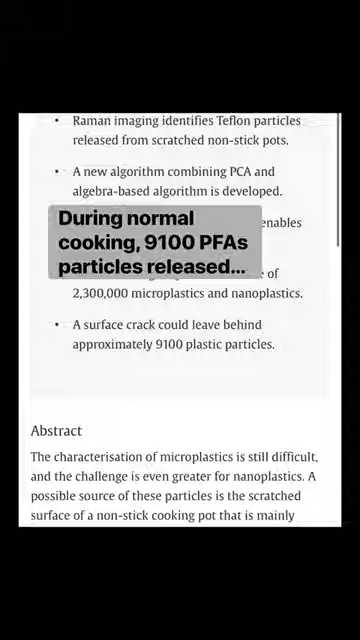 Raman imaging identifies Teflon particles
released from scratched non-stick pots.
A new algorithm combining PCA and
algebra-based algorithm is developed.
enables
During normal
cooking, 9100 PFAs
particles released...
of
2,300,000 microplastics and nanoplastics.
A surface crack could leave behind
approximately 9100 plastic particles.
Abstract
The characterisation of microplastics is still difficult,
and the challenge is even greater for nanoplastics. A
possible source of these particles is the scratched
surface of a non-stick cooking pot that is mainly